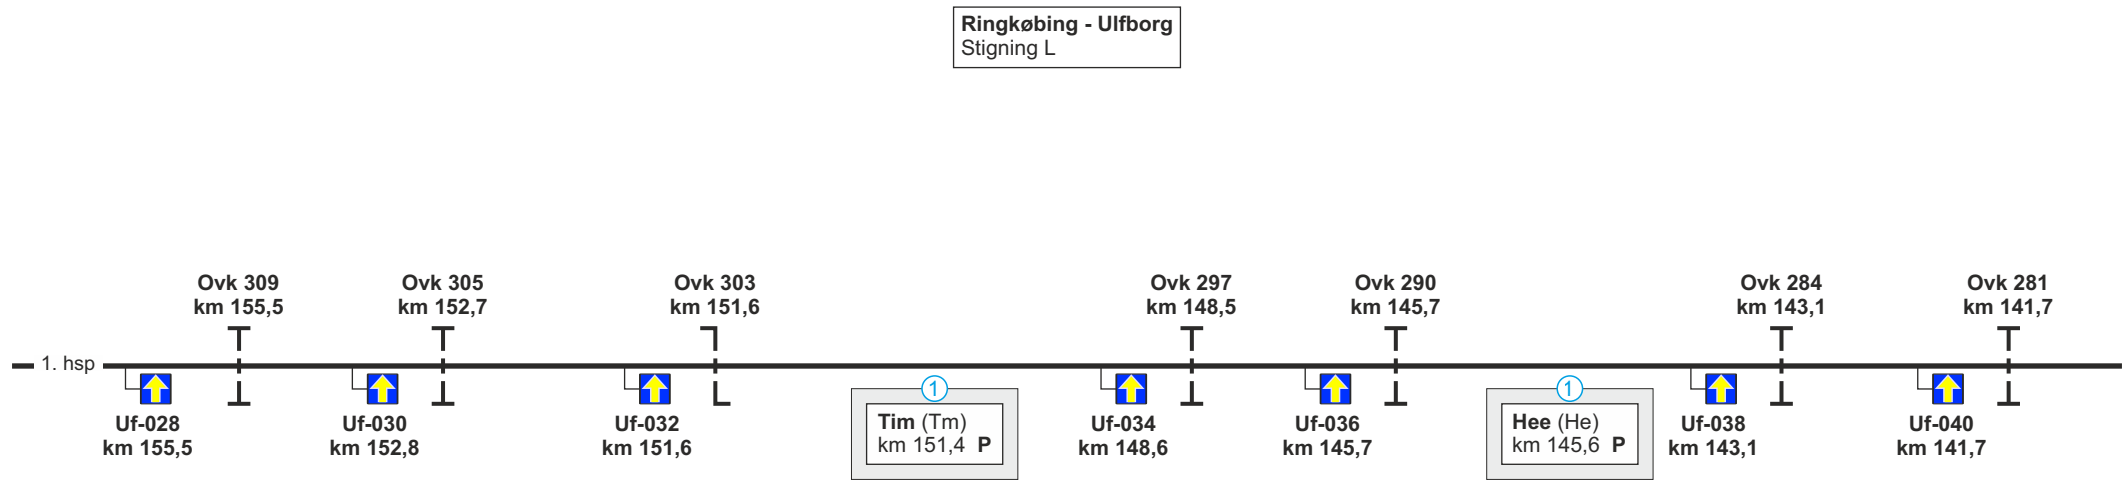 Ringkøbing - Ulfborg
Stigning L
Ovk 309
km 155,5
Ovk 305
km 152,7
Ovk 303
km 151,6
Ovk 297
km 148,5
Ovk 290
km 145,7
Ovk 284
km 143,1
Ovk 281
km 141,7
1. hsp
Uf-028
km 155,5
Uf-030
km 152,8
Uf-032
km 151,6
1
Tim (Tm)
km 151,4 P
Uf-034
km 148,6
Uf-036
km 145,7
1
Hee (He)
km 145,6 P
Uf-038
km 143,1
Uf-040
km 141,7